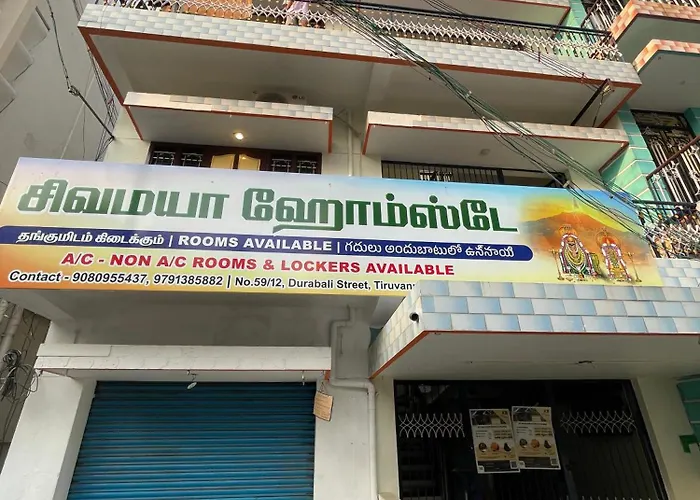 சிவமயா ஹோம்ஸ்டே
தங்குமிடம் கிடைக்கும் | ROOMS AVAILABLE | గదులు అందుబాటులో ఉన్నాయి
A/C - NON A/C ROOMS & LOCKERS AVAILABLE
Contact - 9080955437, 9791385882 | No.59/12, Durabali Street,